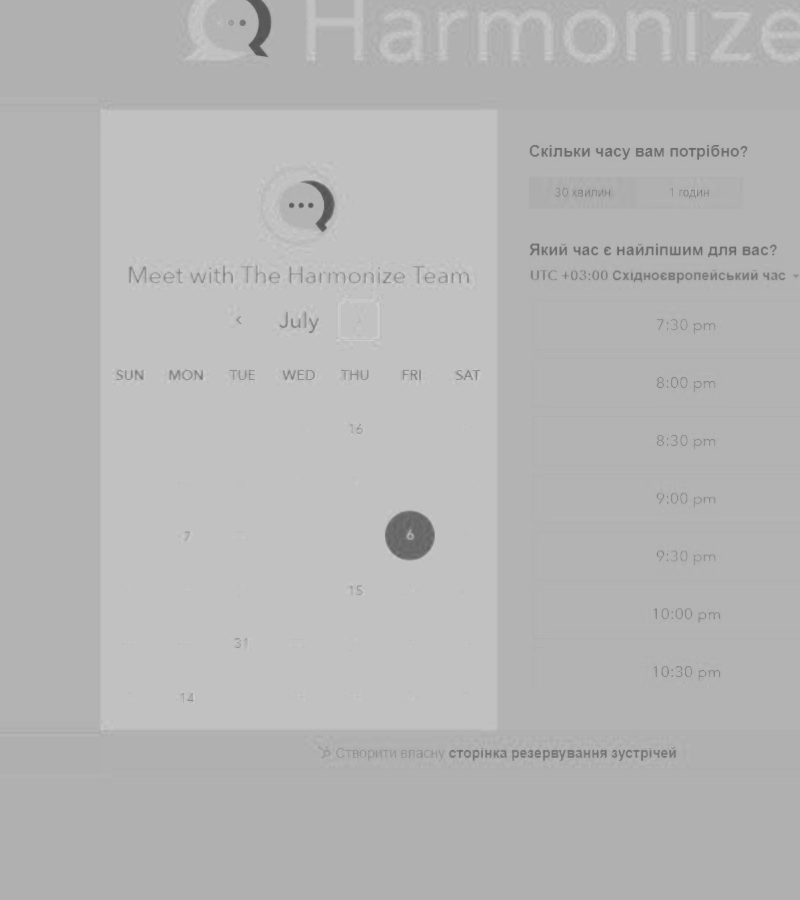 Harmonize
Meet with The Harmonize Team
‹ July
SUN MON TUE WED THU FRI SAT
16
7 6
15
31
14
Скільки часу вам потрібно?
30 хвилин 1 годин
Який час є найліпшим для вас?
UTC +03:00 Східноєвропейський час
7:30 pm
8:00 pm
8:30 pm
9:00 pm
9:30 pm
10:00 pm
10:30 pm
Створити власну сторінка резервування зустрічей